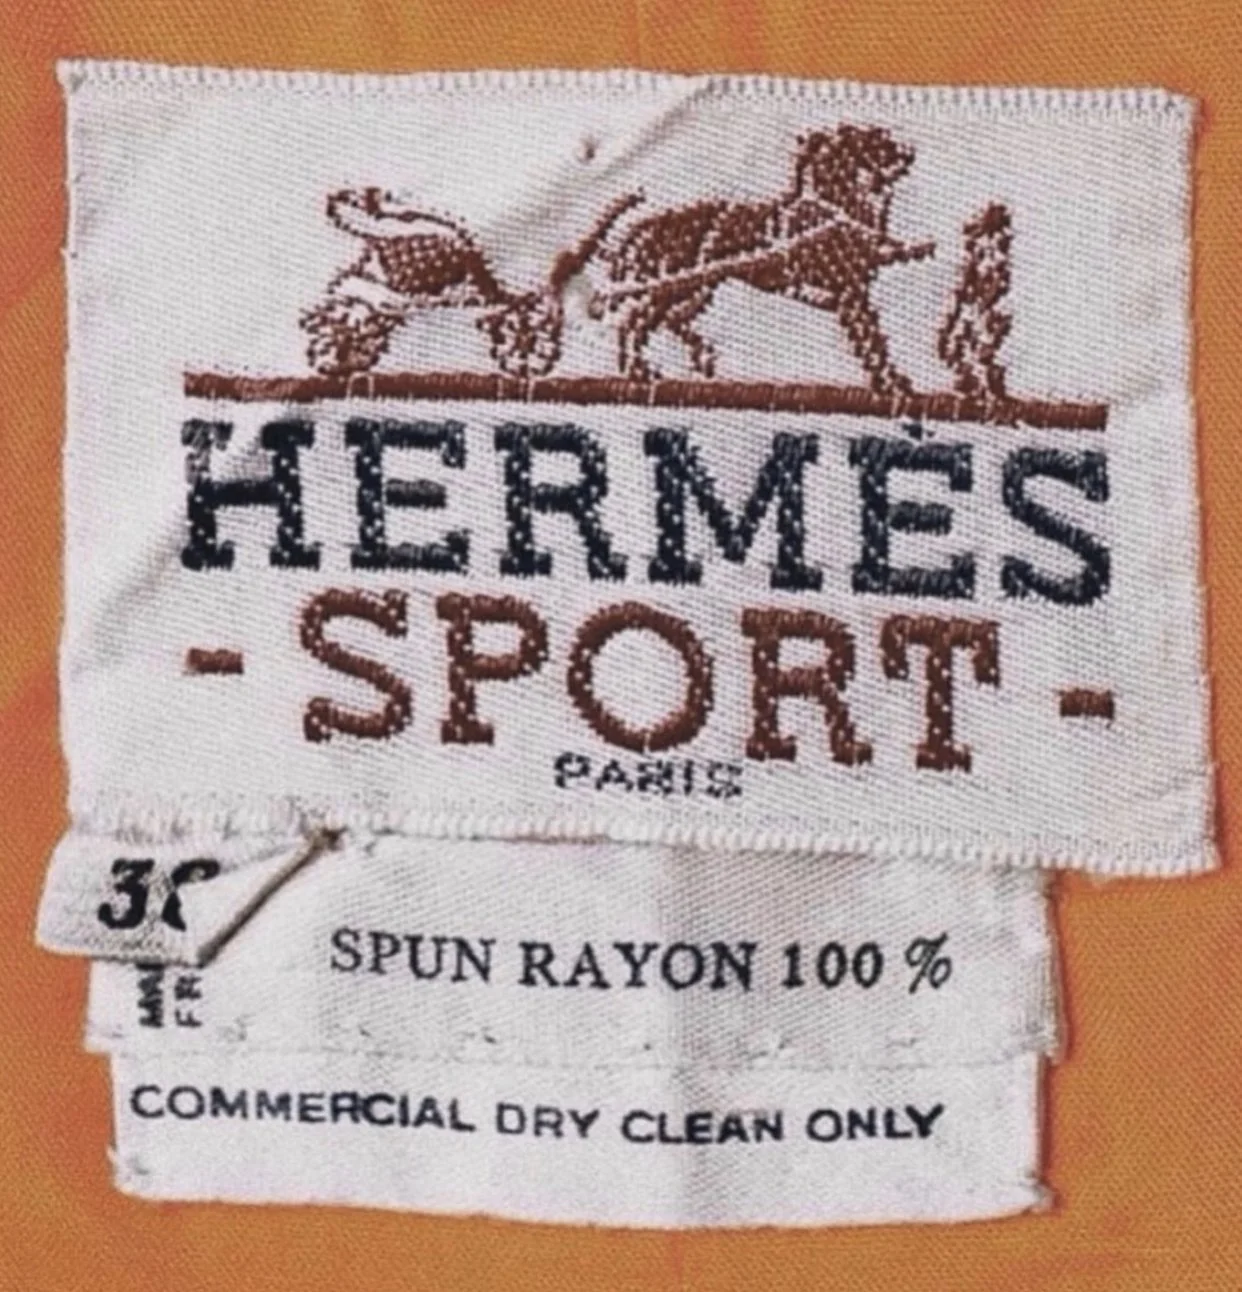 HERMÈS
- SPORT -
PARIS
SPUN RAYON 100 %
COMMERCIAL DRY CLEAN ONLY